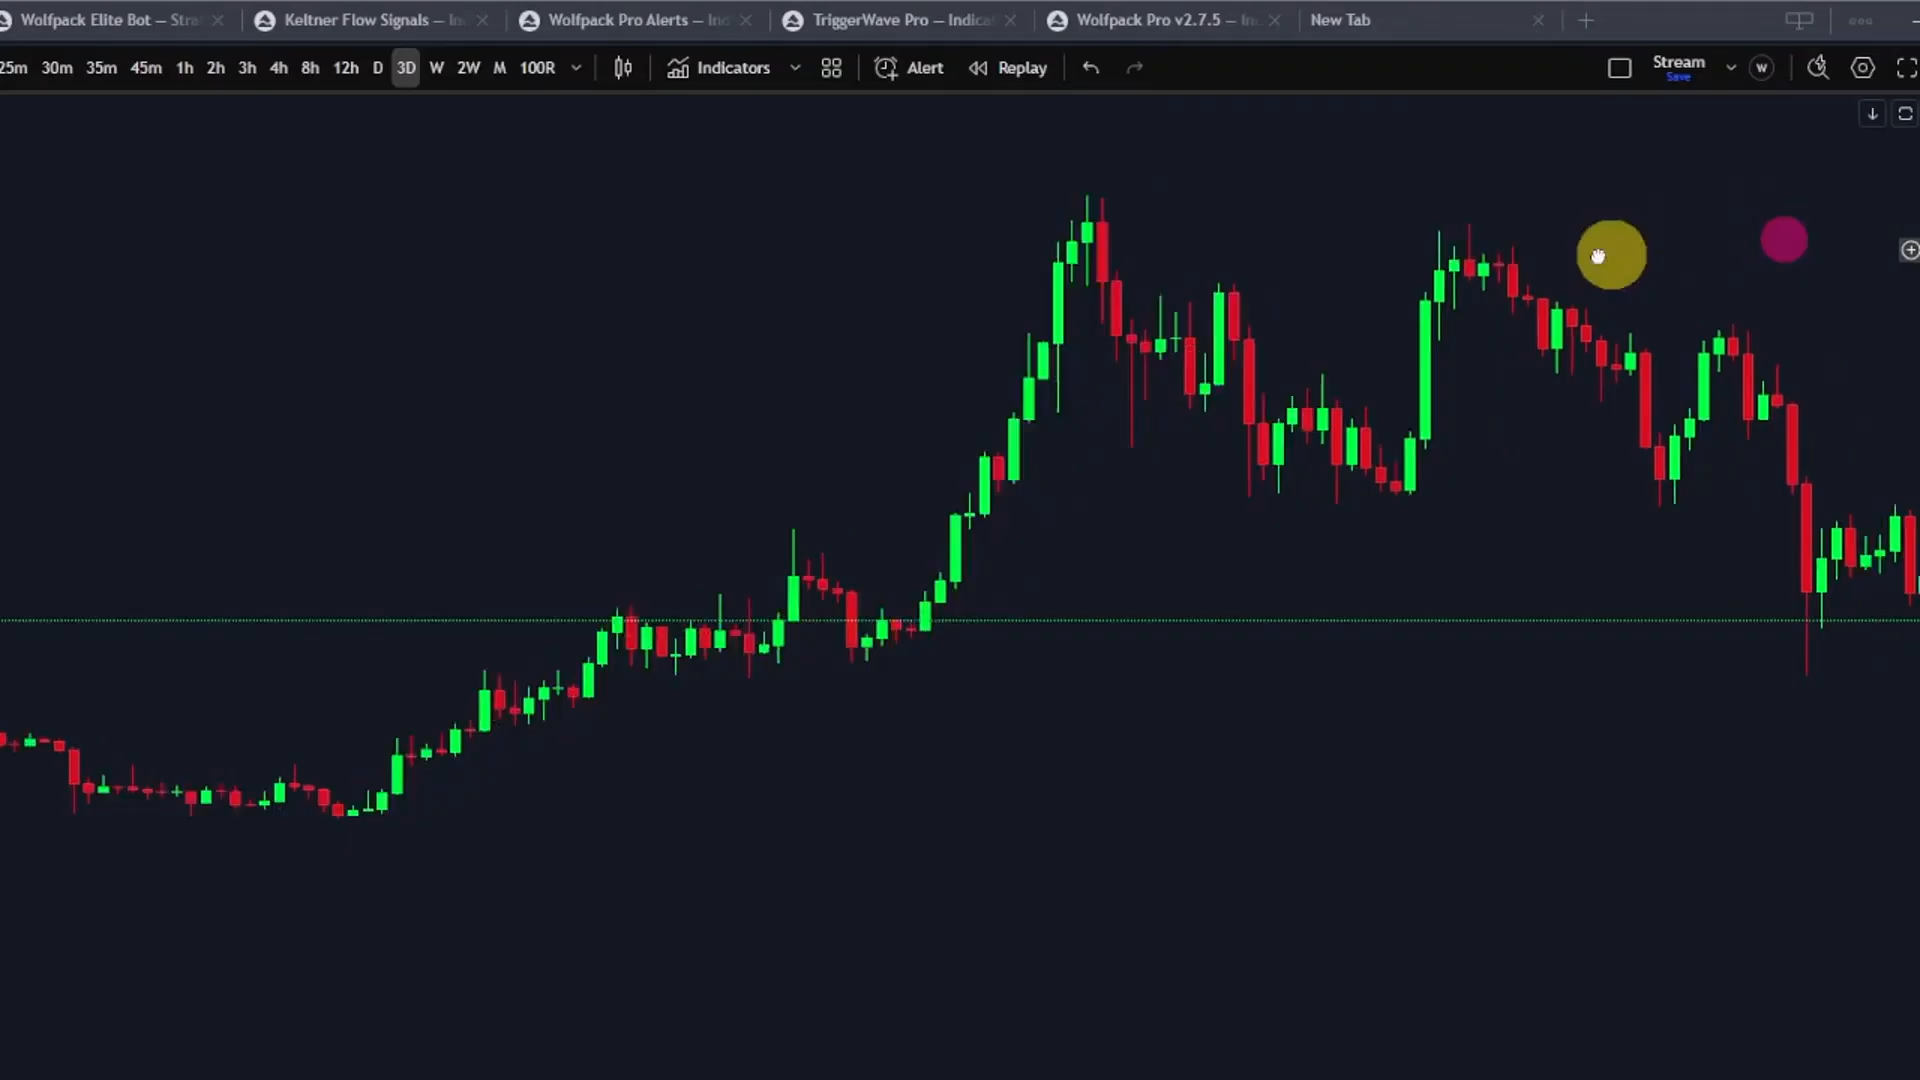 Wolfpack Elite Bot — Stra
Keltner Flow Signals — In
Wolfpack Pro Alerts — Ind
TriggerWave Pro — Indica
Wolfpack Pro v2.7.5 — In
New Tab
25m 30m 35m 45m 1h 2h 3h 4h 8h 12h D 3D W 2W M 100R
Indicators
Alert
Replay
Stream
Save
W